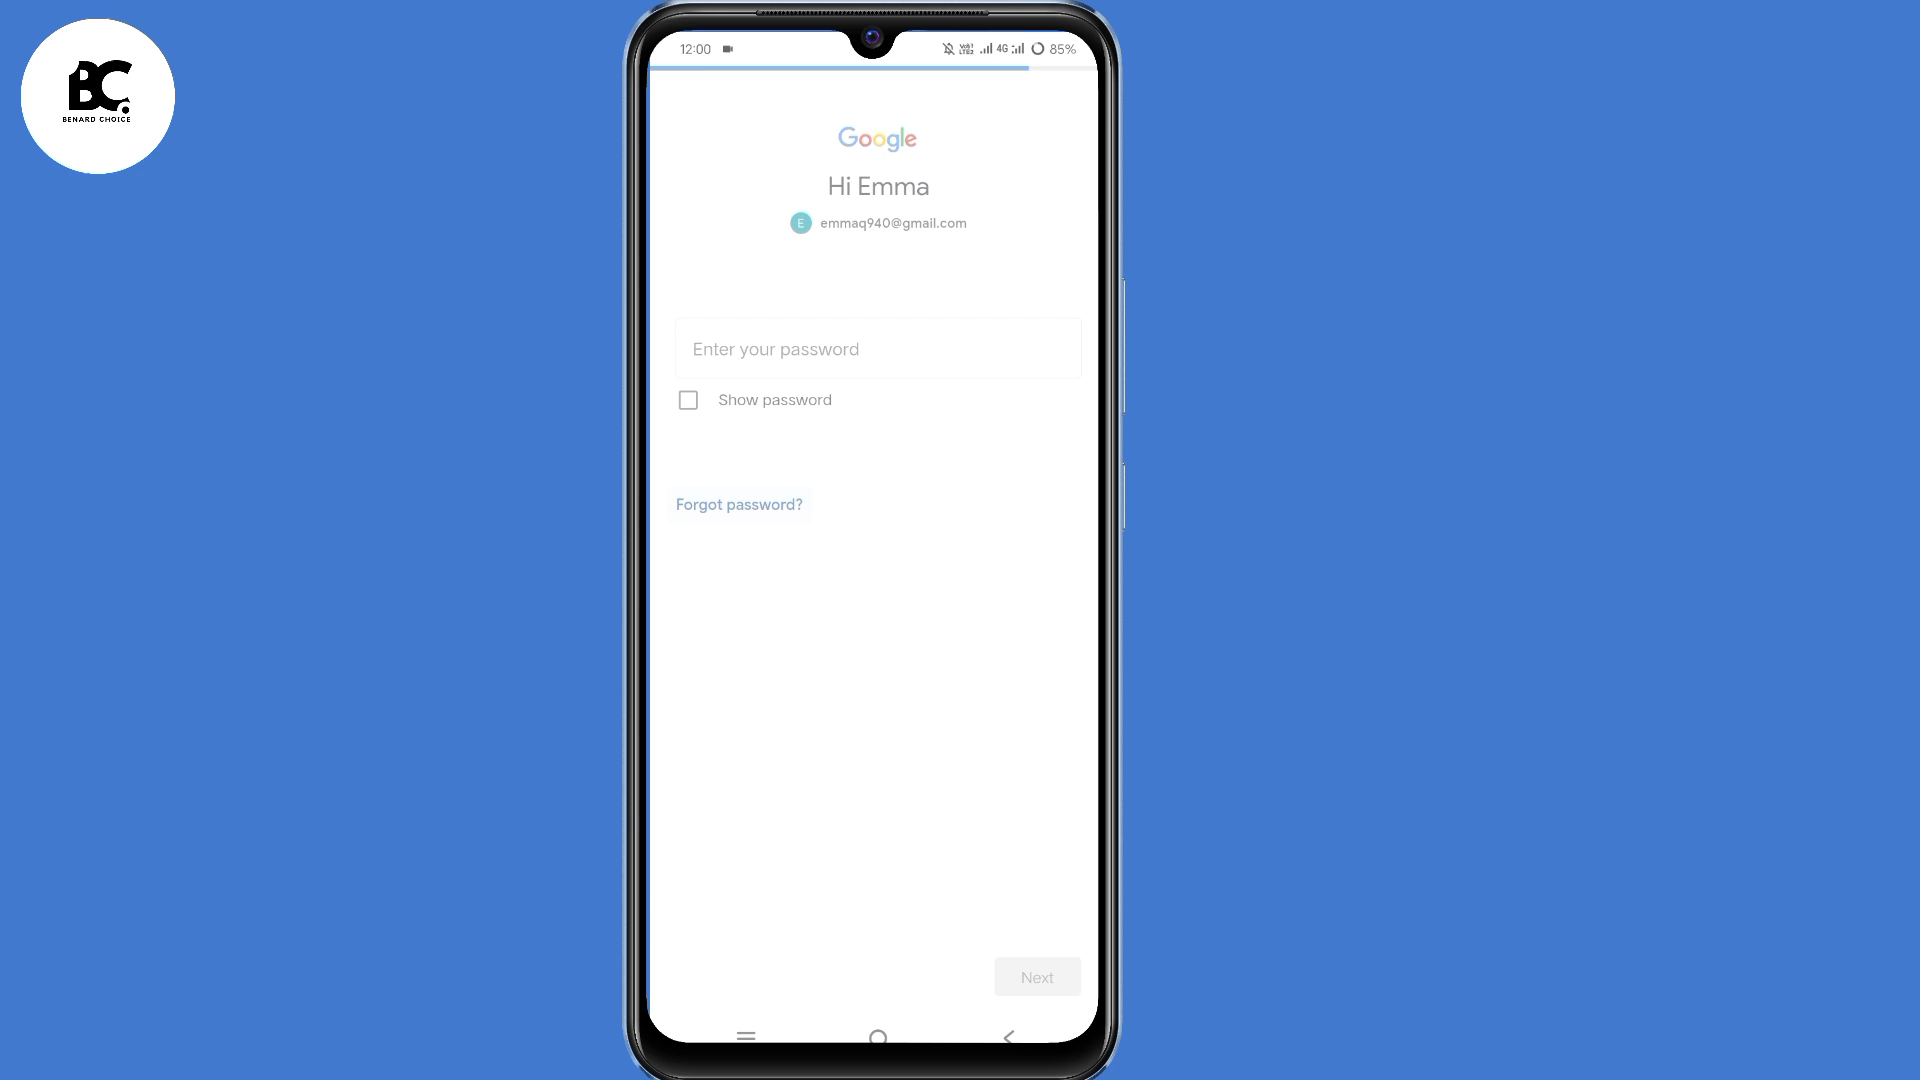 BC.
BENARD CHOICE
12:00
4G 85%
Google
Hi Emma
E emmaq940@gmail.com
Enter your password
Show password
Forgot password?
Next